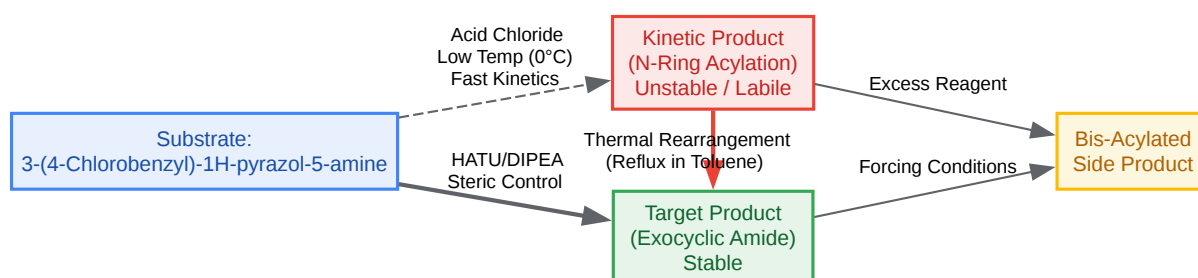 Substrate:
3-(4-Chlorobenzyl)-1H-pyrazol-5-amine
Acid Chloride
Low Temp (0°C)
Fast Kinetics
HATU/DIPEA
Steric Control
Kinetic Product
(N-Ring Acylation)
Unstable / Labile
Thermal Rearrangement
(Reflux in Toluene)
Target Product
(Exocyclic Amide)
Stable
Excess Reagent
Forcing Conditions
Bis-Acylated
Side Product